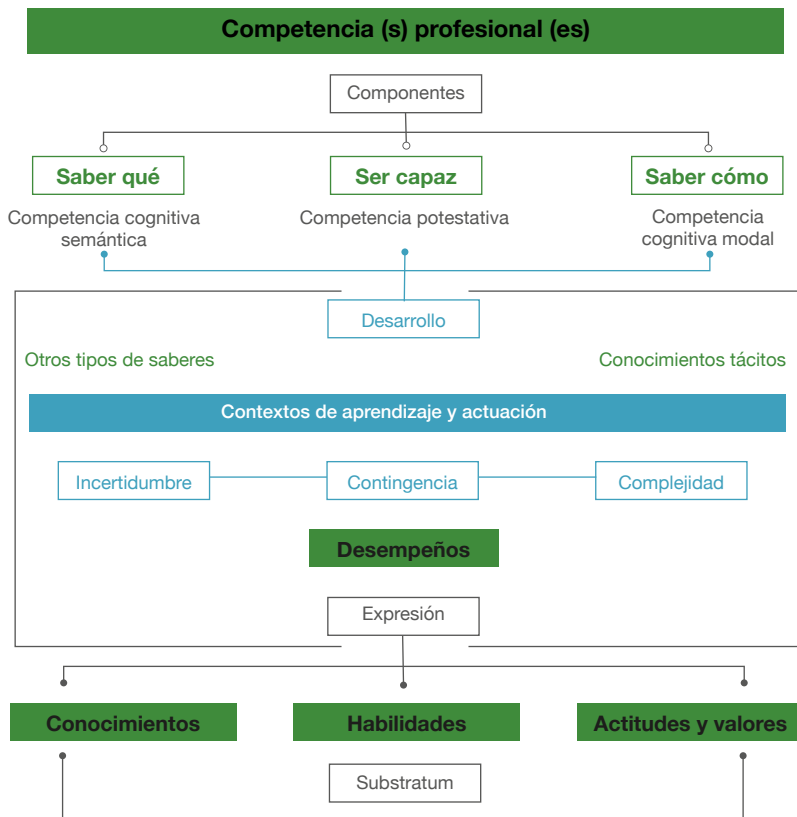 Competencia (s) profesional (es)
Componentes
Saber qué
Ser capaz
Saber cómo
Competencia cognitiva
semántica
Competencia potestativa
Competencia
cognitiva modal
Desarrollo
Otros tipos de saberes
Conocimientos tácitos
Contextos de aprendizaje y actuación
Incertidumbre
Contingencia
Complejidad
Desempeños
Expresión
Conocimientos
Habilidades
Actitudes y valores
Substratum